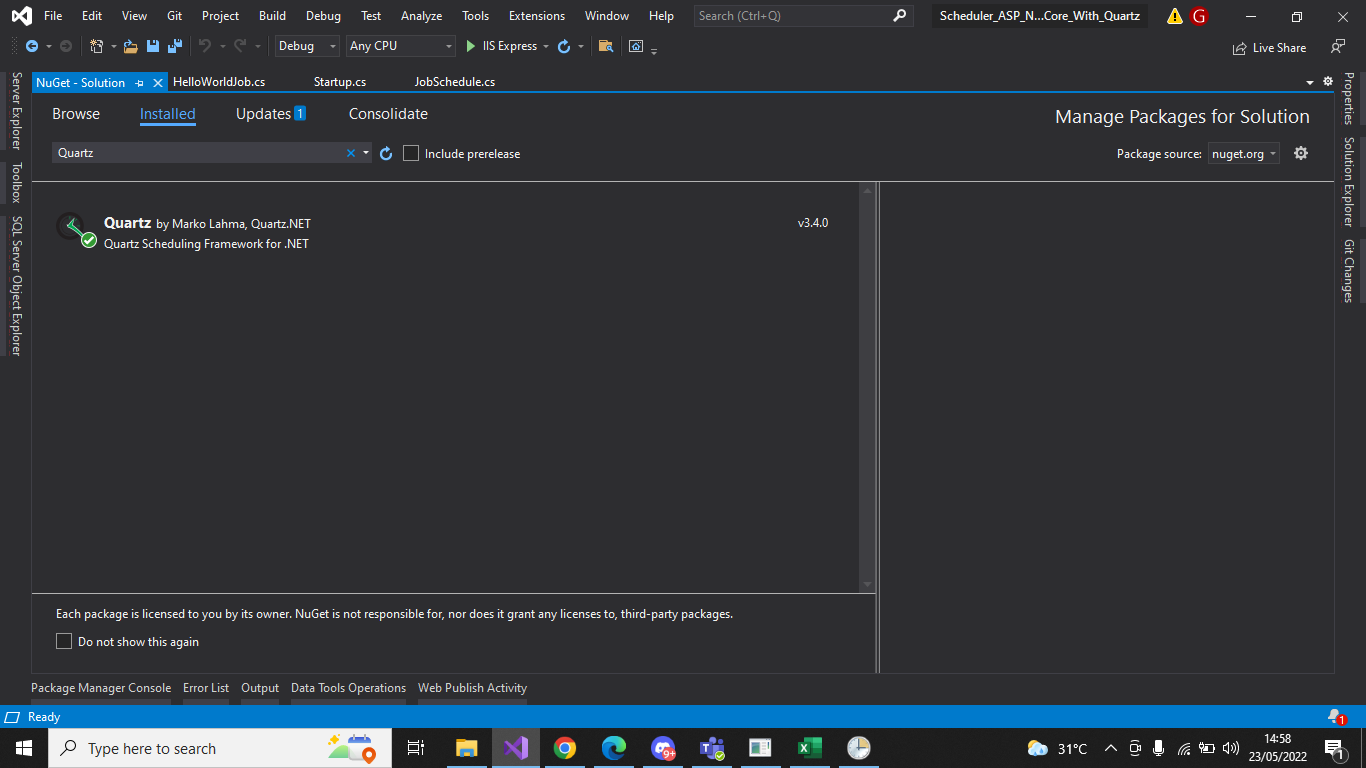 File Edit View Git Project Build Debug Test Analyze Tools Extensions Window Help Search (Ctrl+Q) Scheduler_ASP_N...Core_With_Quartz G
Debug Any CPU IIS Express Live Share
NuGet - Solution HelloWorldJob.cs Startup.cs JobSchedule.cs
Server Explorer
Toolbox
SQL Server Object Explorer
Browse Installed Updates 1 Consolidate
Manage Packages for Solution
Quartz Include prerelease
Package source: nuget.org
Quartz by Marko Lahma, Quartz.NET v3.4.0
Quartz Scheduling Framework for .NET
Properties
Solution Explorer
Git Changes
Each package is licensed to you by its owner. NuGet is not responsible for, nor does it grant any licenses to, third-party packages.
Do not show this again
Package Manager Console Error List Output Data Tools Operations Web Publish Activity
Ready 1
Type here to search 9+ 31°C 14:58
23/05/2022 1